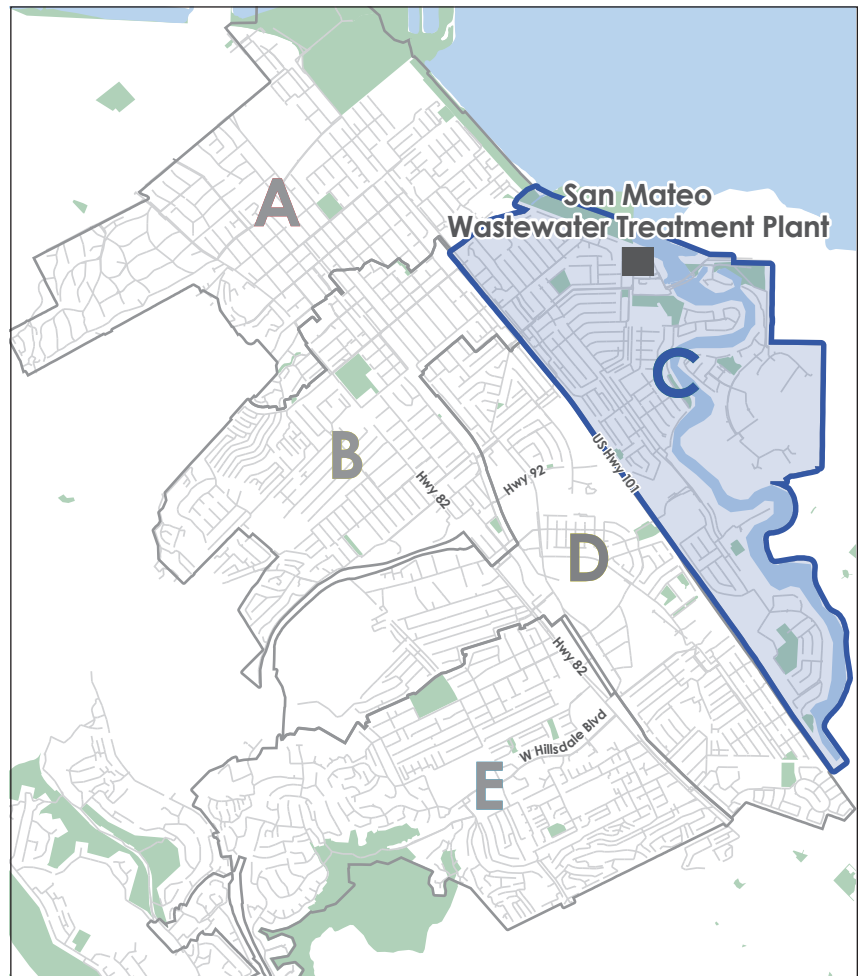 A
San Mateo
Wastewater Treatment Plant
C
B
Hwy 82
Hwy 92
US Hwy 101
D
Hwy 82
W Hillsdale Blvd
E